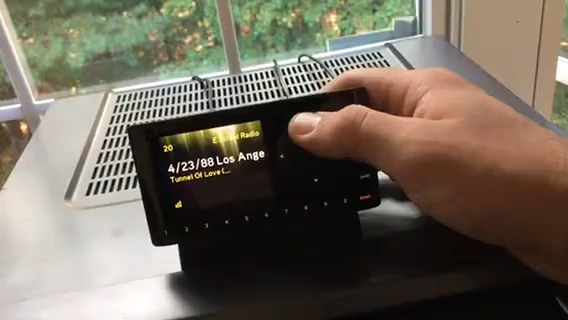 20
Radio
4/23/88 Los Ange
Tunnel Of Love (...
1 2 3 4 5 6 7 8 9 0